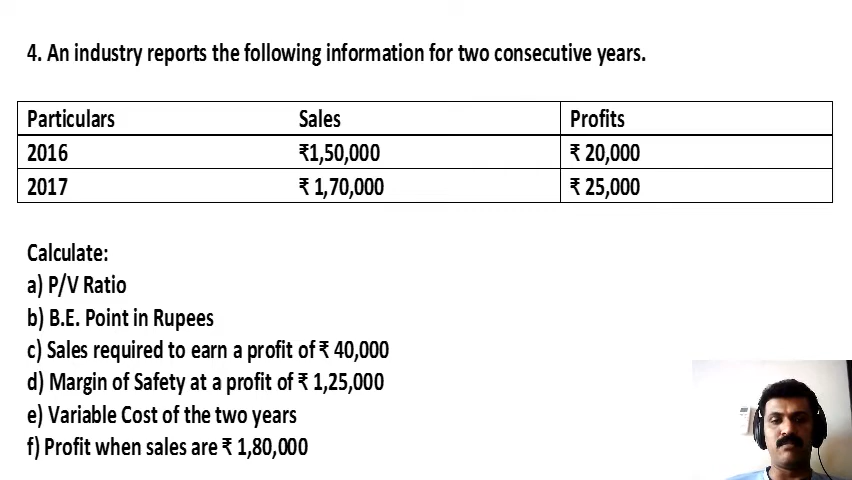 4. An industry reports the following information for two consecutive years.
Particulars Sales Profits
2016 ₹1,50,000 ₹ 20,000
2017 ₹ 1,70,000 ₹ 25,000
Calculate:
a) P/V Ratio
b) B.E. Point in Rupees
c) Sales required to earn a profit of ₹ 40,000
d) Margin of Safety at a profit of ₹ 1,25,000
e) Variable Cost of the two years
f) Profit when sales are ₹ 1,80,000